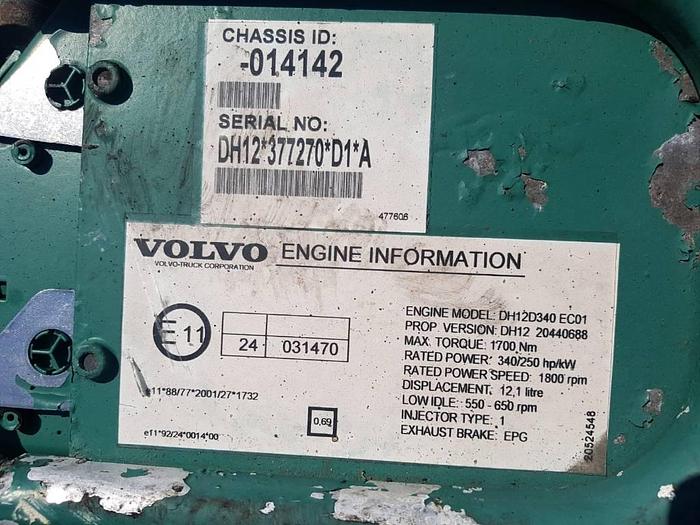 CHASSIS ID:
-014142
SERIAL NO:
DH12*377270*D1*A
477606
VOLVO ENGINE INFORMATION
VOLVO-TRUCK CORPORATION
E 11
24 031470
e11*88/77*2001/27*1732
0,69
e11*92/24*0014*00
ENGINE MODEL: DH12D340 EC01
PROP. VERSION: DH12 20440688
MAX. TORQUE: 1700 Nm
RATED POWER: 340/250 hp/kW
RATED POWER SPEED: 1800 rpm
DISPLACEMENT: 12,1 litre
LOW IDLE: 550 - 650 rpm
INJECTOR TYPE: 1
EXHAUST BRAKE: EPG
20524548